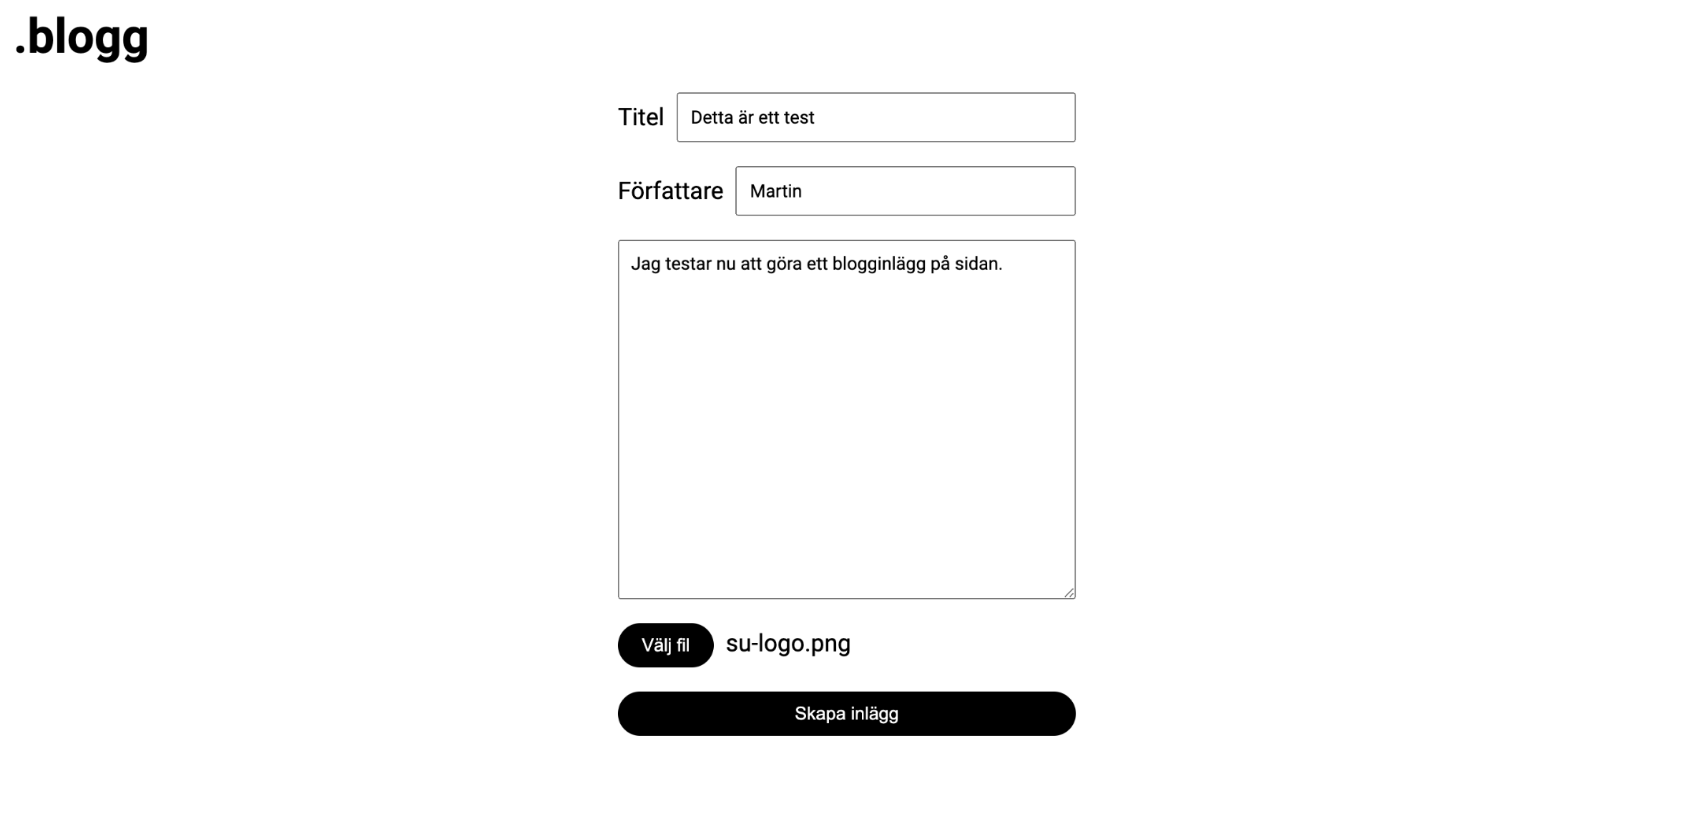 .blogg
Titel Detta är ett test
Författare Martin
Jag testar nu att göra ett blogginlägg på sidan.
Välj fil su-logo.png
Skapa inlägg